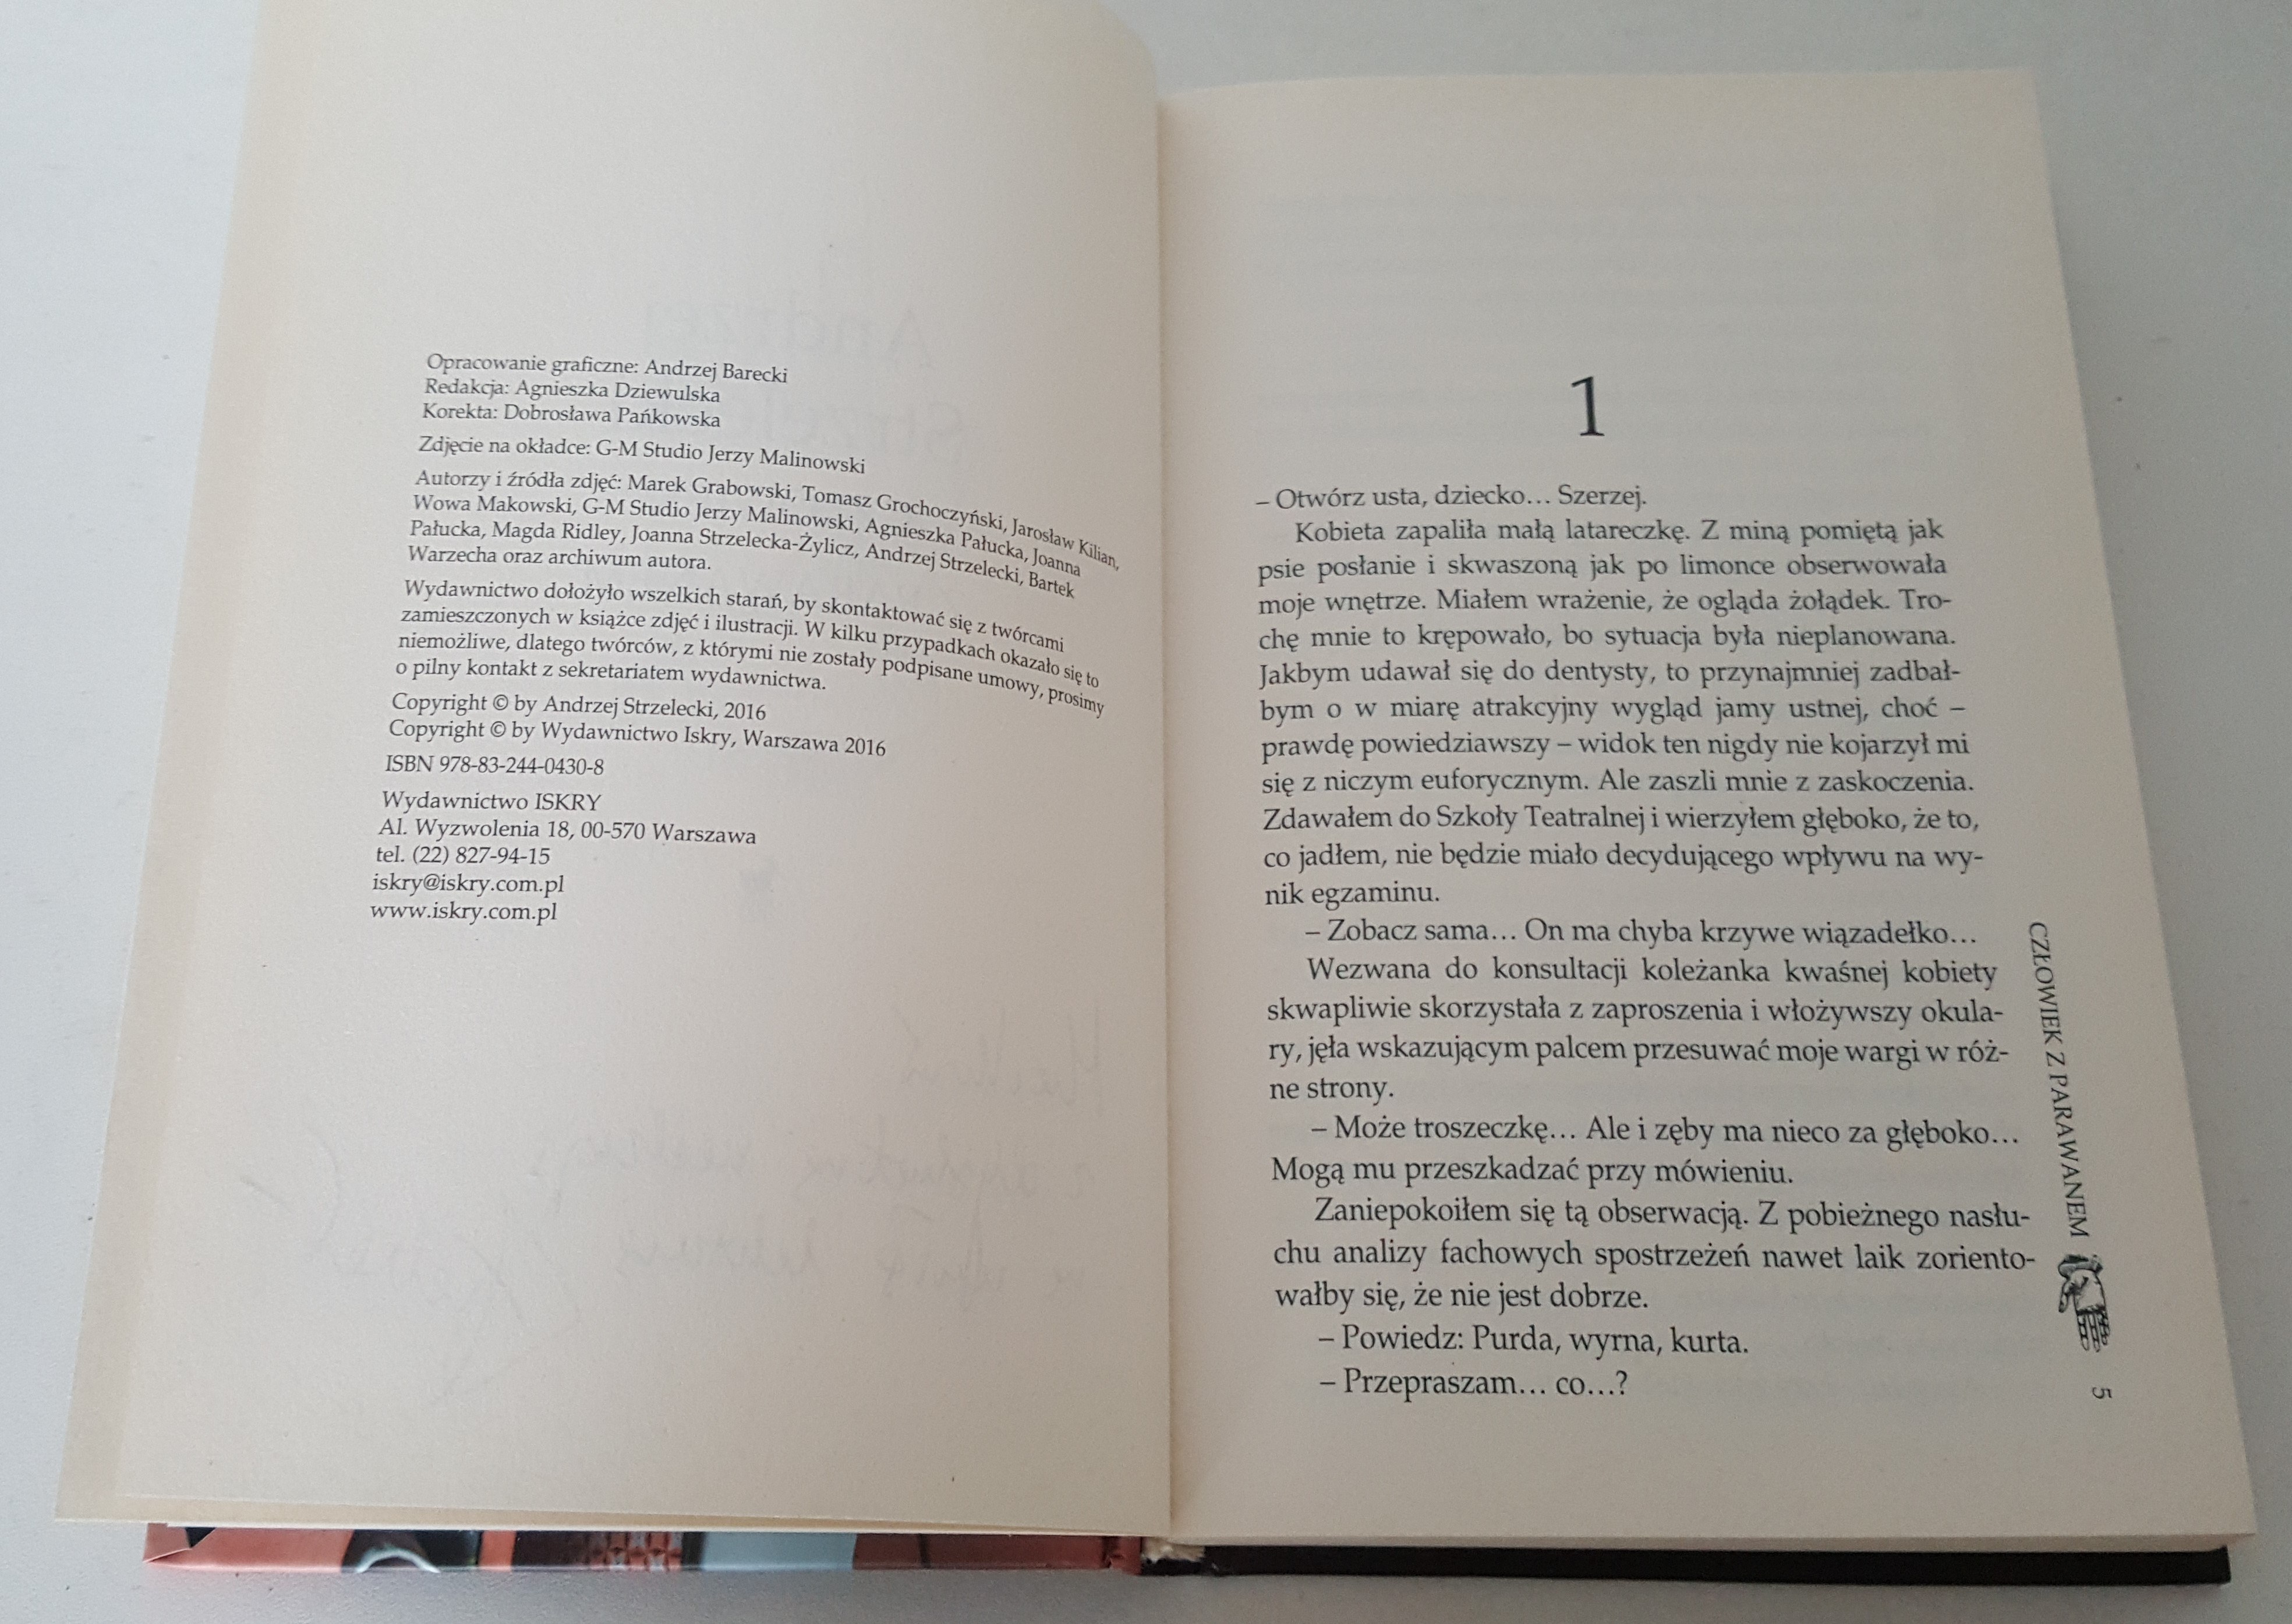 Opracowanie graficzne: Andrzej Barecki
Redakcja: Agnieszka Dziewulska
Korekta: Dobrosława Pańkowska
Zdjęcie na okładce: G-M Studio Jerzy Malinowski
Autorzy i źródła zdjęć: Marek Grabowski, Tomasz Grochoczyński, Jarosław Kilian,
Wowa Makowski, G-M Studio Jerzy Malinowski, Agnieszka Pałucka, Joanna
Pałucka, Magda Ridley, Joanna Strzelecka-Żylicz, Andrzej Strzelecki, Bartek
Warzecha oraz archiwum autora.
Wydawnictwo dołożyło wszelkich starań, by skontaktować się z twórcami
zamieszczonych w książce zdjęć i ilustracji. W kilku przypadkach okazało się to
niemożliwe, dlatego twórców, z którymi nie zostały podpisane umowy, prosimy
o pilny kontakt z sekretariatem wydawnictwa.
Copyright © by Andrzej Strzelecki, 2016
Copyright © by Wydawnictwo Iskry, Warszawa 2016
ISBN 978-83-244-0430-8
Wydawnictwo ISKRY
Al. Wyzwolenia 18, 00-570 Warszawa
tel. (22) 827-94-15
iskry@iskry.com.pl
www.iskry.com.pl
1
– Otwórz usta, dziecko… Szerzej.
Kobieta zapaliła małą latareczkę. Z miną pomiętą jak
psie posłanie i skwaszoną jak po limonce obserwowała
moje wnętrze. Miałem wrażenie, że ogląda żołądek. Tro-
chę mnie to krępowało, bo sytuacja była nieplanowana.
Jakbym udawał się do dentysty, to przynajmniej zadbał-
bym o w miarę atrakcyjny wygląd jamy ustnej, choć –
prawdę powiedziawszy – widok ten nigdy nie kojarzył mi
się z niczym euforycznym. Ale zaszli mnie z zaskoczenia.
Zdawałem do Szkoły Teatralnej i wierzyłem głęboko, że to,
co jadłem, nie będzie miało decydującego wpływu na wy-
nik egzaminu.
– Zobacz sama… On ma chyba krzywe wiązadełko…
Wezwana do konsultacji koleżanka kwaśnej kobiety
skwapliwie skorzystała z zaproszenia i włożywszy okula-
ry, jęła wskazującym palcem przesuwać moje wargi w róż-
ne strony.
– Może troszeczkę… Ale i zęby ma nieco za głęboko…
Mogą mu przeszkadzać przy mówieniu.
Zaniepokoiłem się tą obserwacją. Z pobieżnego nasłu-
chu analizy fachowych spostrzeżeń nawet laik zoriento-
wałby się, że nie jest dobrze.
– Powiedz: Purda, wyrna, kurta.
– Przepraszam… co…?
CZŁOWIEK Z PARAWANEM
5